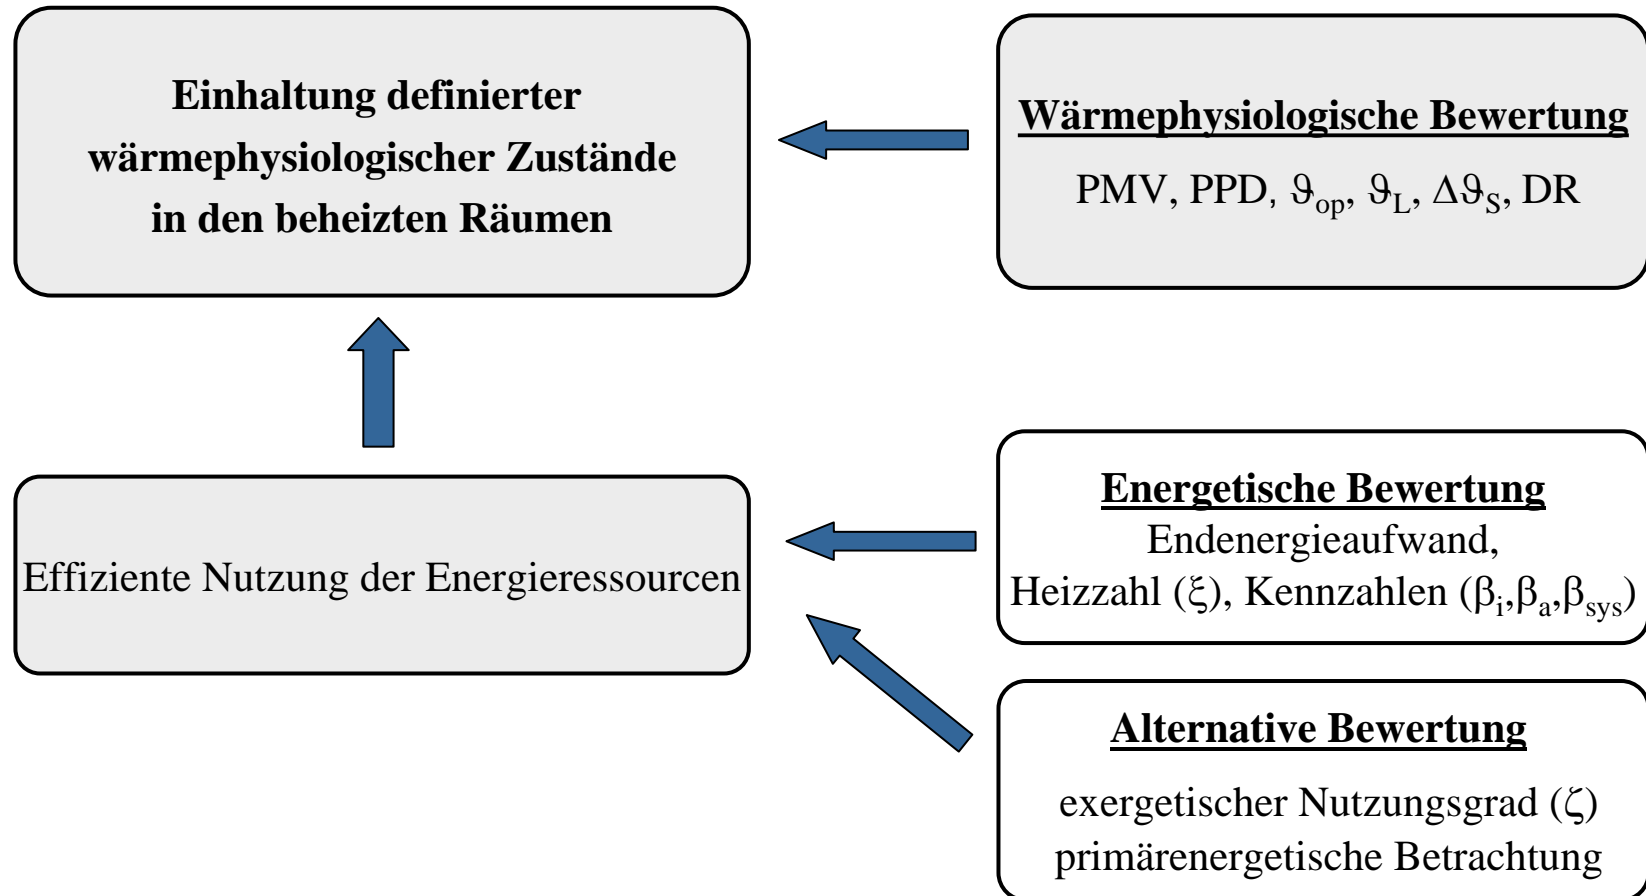 Einhaltung definierter
wärmephysiologischer Zustände
in den beheizten Räumen
Wärmephysiologische Bewertung
PMV, PPD, ϑop, ϑL, ΔϑS, DR
Effiziente Nutzung der Energieressourcen
Energetische Bewertung
Endenergieaufwand,
Heizzahl (ξ), Kennzahlen (βi,βa,βsys)
Alternative Bewertung
exergetischer Nutzungsgrad (ζ)
primärenergetische Betrachtung